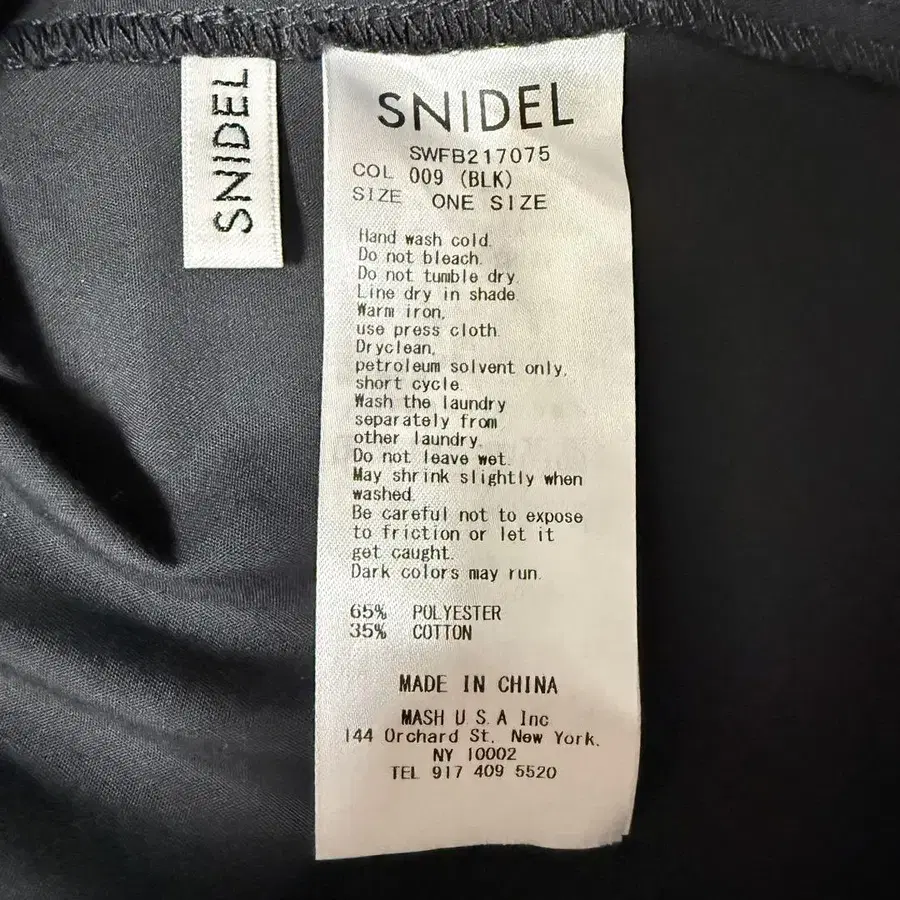 SNIDEL
SNIDEL
SWFB217075
COL 009 (BLK)
SIZE ONE SIZE
Hand wash cold.
Do not bleach.
Do not tumble dry.
Line dry in shade.
Warm iron,
use press cloth.
Dryclean,
petroleum solvent only,
short cycle.
Wash the laundry
separately from
other laundry.
Do not leave wet.
May shrink slightly when
washed.
Be careful not to expose
to friction or let it
get caught.
Dark colors may run.
65% POLYESTER
35% COTTON
MADE IN CHINA
MASH U.S.A Inc
144 Orchard St, New York,
NY 10002
TEL 917 409 5520